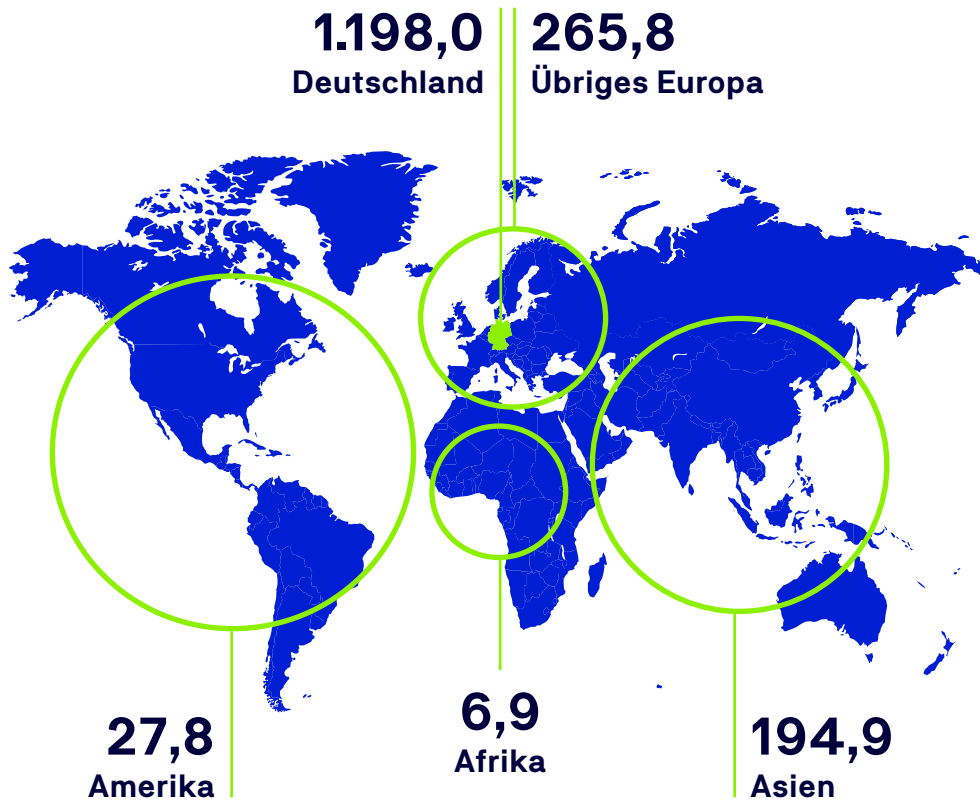 1.198,0
Deutschland
265,8
Übriges Europa
27,8
Amerika
6,9
Afrika
194,9
Asien